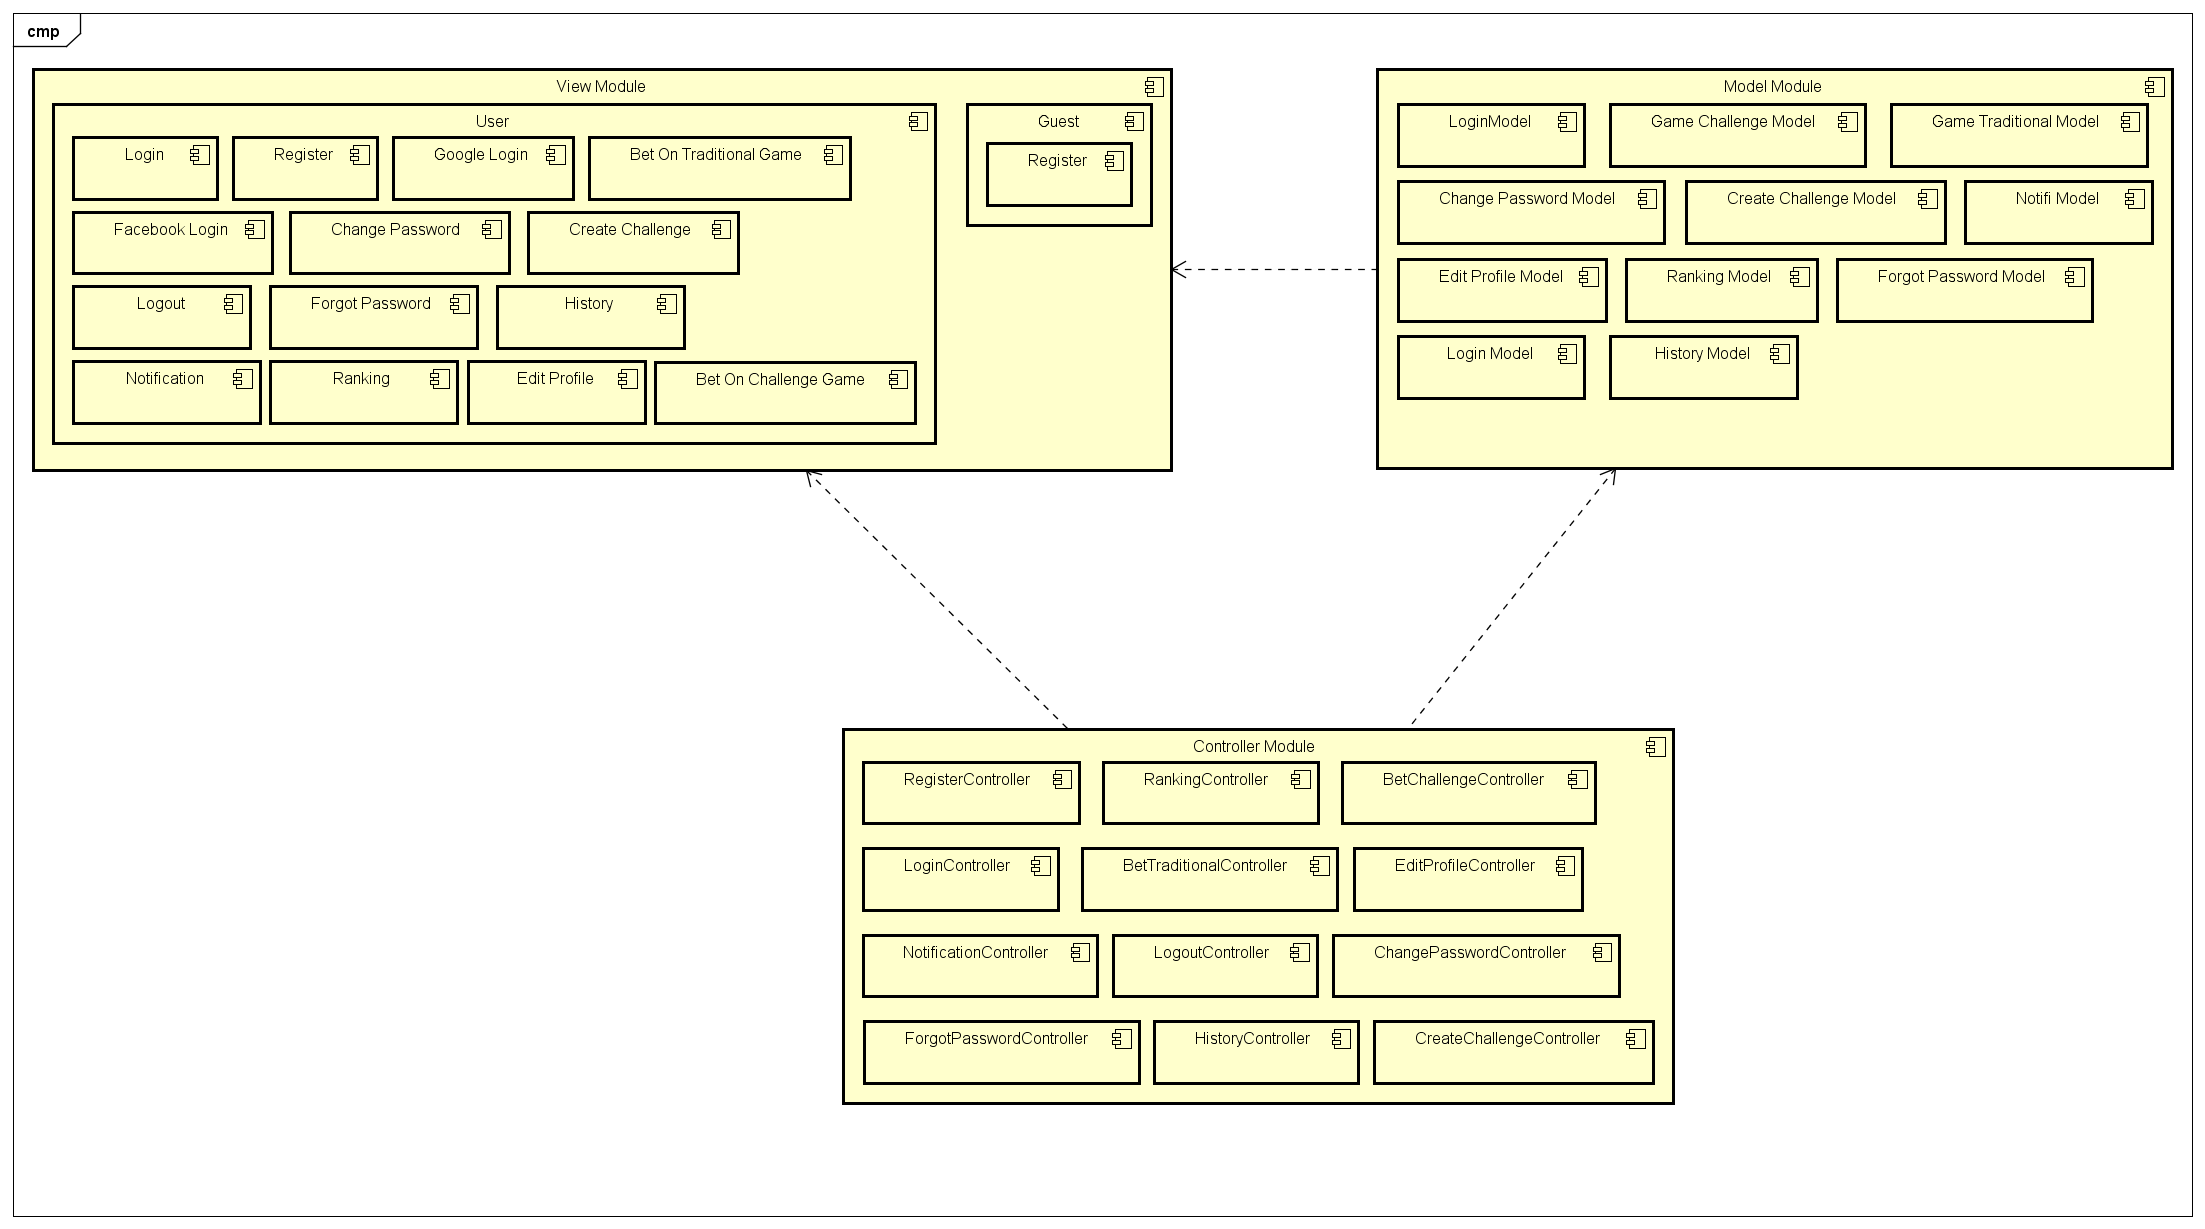 cmp
View Module
User
Login
Register
Google Login
Bet On Traditional Game
Facebook Login
Change Password
Create Challenge
Logout
Forgot Password
History
Notification
Ranking
Edit Profile
Bet On Challenge Game
Guest
Register
Model Module
LoginModel
Game Challenge Model
Game Traditional Model
Change Password Model
Create Challenge Model
Notifi Model
Edit Profile Model
Ranking Model
Forgot Password Model
Login Model
History Model
Controller Module
RegisterController
RankingController
BetChallengeController
LoginController
BetTraditionalController
EditProfileController
NotificationController
LogoutController
ChangePasswordController
ForgotPasswordController
HistoryController
CreateChallengeController